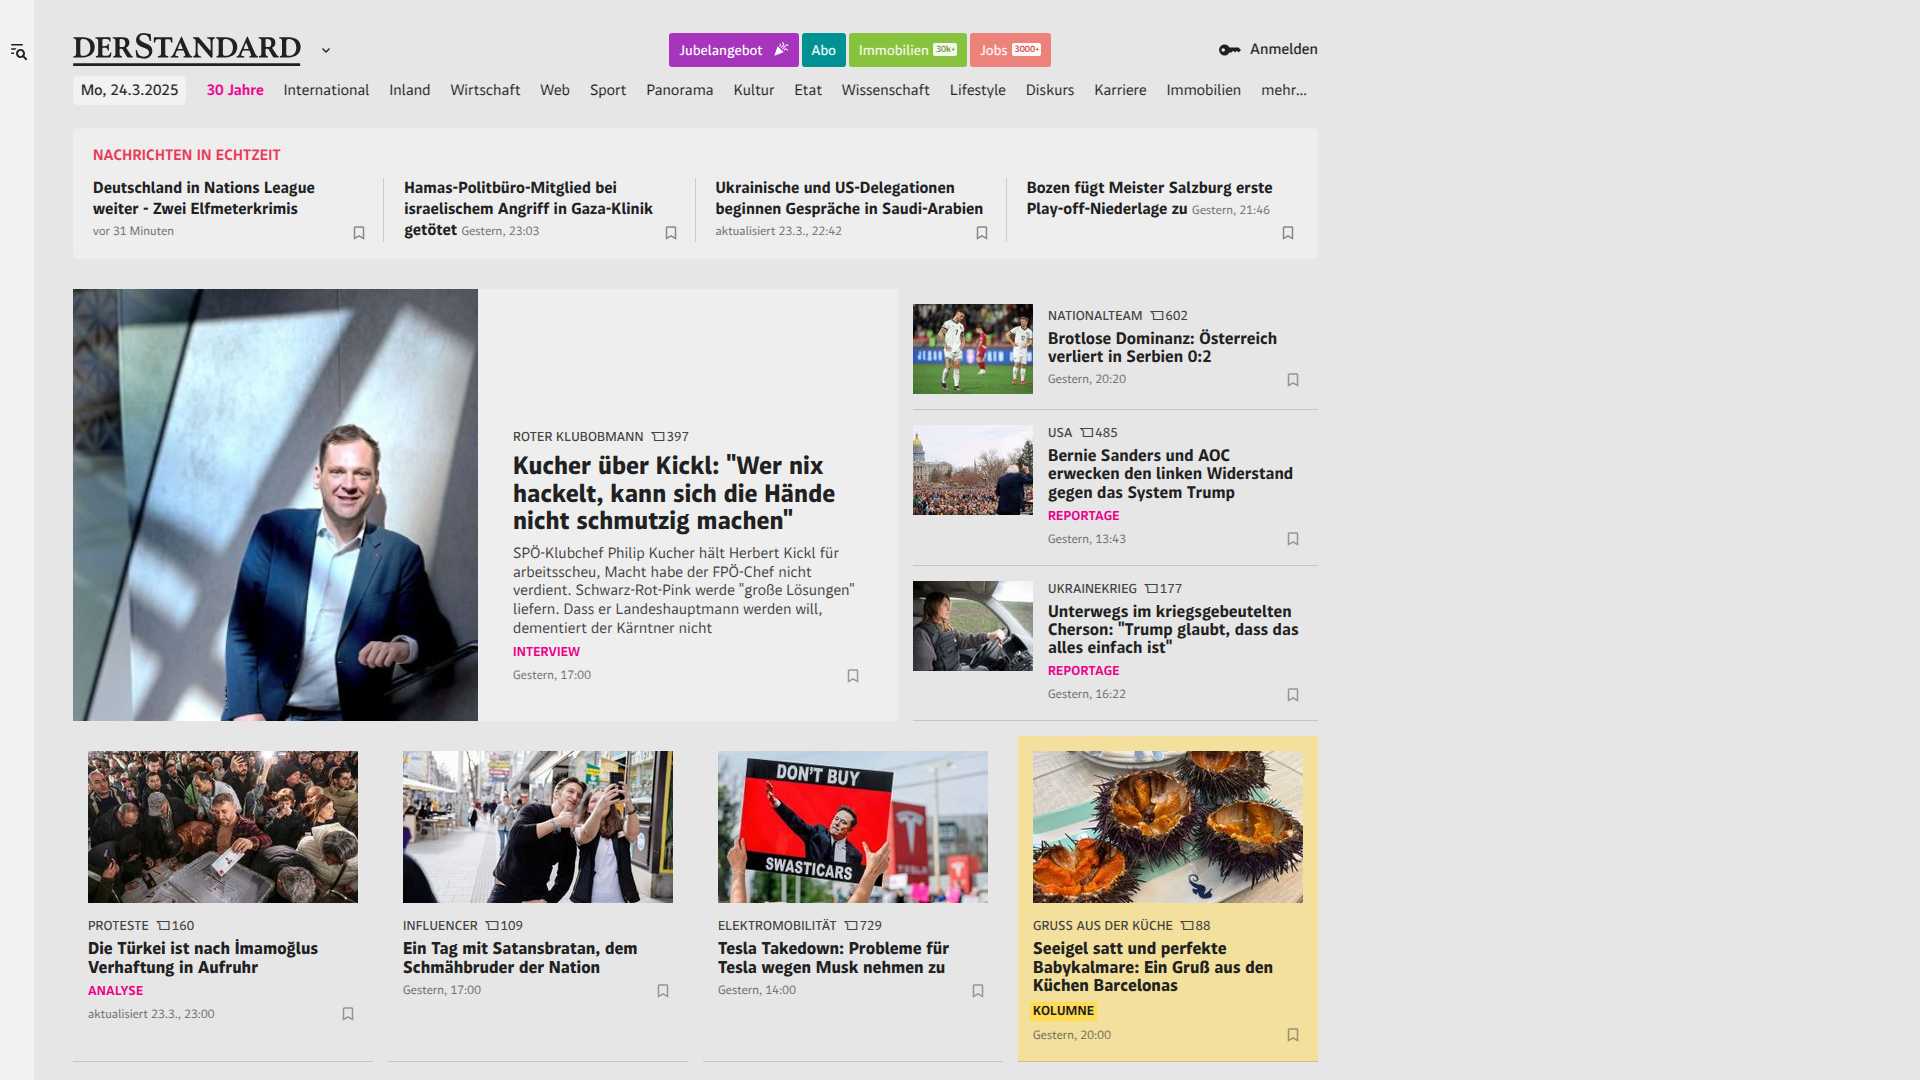 DERSTANDARD
Jubelangebot
Abo
Immobilien 30k+
Jobs 3000+
Anmelden
Mo, 24.3.2025
30 Jahre
International
Inland
Wirtschaft
Web
Sport
Panorama
Kultur
Etat
Wissenschaft
Lifestyle
Diskurs
Karriere
Immobilien
mehr...
NACHRICHTEN IN ECHTZEIT
Deutschland in Nations League
weiter - Zwei Elfmeterkrimis
vor 31 Minuten
Hamas-Politbüro-Mitglied bei
israelischem Angriff in Gaza-Klinik
getötet Gestern, 23:03
Ukrainische und US-Delegationen
beginnen Gespräche in Saudi-Arabien
aktualisiert 23.3., 22:42
Bozen fügt Meister Salzburg erste
Play-off-Niederlage zu Gestern, 21:46
ROTER KLUBOBMANN 397
Kucher über Kickl: "Wer nix
hackelt, kann sich die Hände
nicht schmutzig machen"
SPÖ-Klubchef Philip Kucher hält Herbert Kickl für
arbeitsscheu, Macht habe der FPÖ-Chef nicht
verdient. Schwarz-Rot-Pink werde "große Lösungen"
liefern. Dass er Landeshauptmann werden will,
dementiert der Kärntner nicht
INTERVIEW
Gestern, 17:00
NATIONALTEAM 602
Brotlose Dominanz: Österreich
verliert in Serbien 0:2
Gestern, 20:20
USA 485
Bernie Sanders und AOC
erwecken den linken Widerstand
gegen das System Trump
REPORTAGE
Gestern, 13:43
UKRAINEKRIEG 177
Unterwegs im kriegsgebeutelten
Cherson: "Trump glaubt, dass das
alles einfach ist"
REPORTAGE
Gestern, 16:22
PROTESTE 160
Die Türkei ist nach İmamoğlus
Verhaftung in Aufruhr
ANALYSE
aktualisiert 23.3., 23:00
INFLUENCER 109
Ein Tag mit Satansbratan, dem
Schmähbruder der Nation
Gestern, 17:00
DON'T BUY
SWASTICARS
TESLA
ELEKTROMOBILITÄT 729
Tesla Takedown: Probleme für
Tesla wegen Musk nehmen zu
Gestern, 14:00
GRUSS AUS DER KÜCHE 88
Seeigel satt und perfekte
Babykalmare: Ein Gruß aus den
Küchen Barcelonas
KOLUMNE
Gestern, 20:00